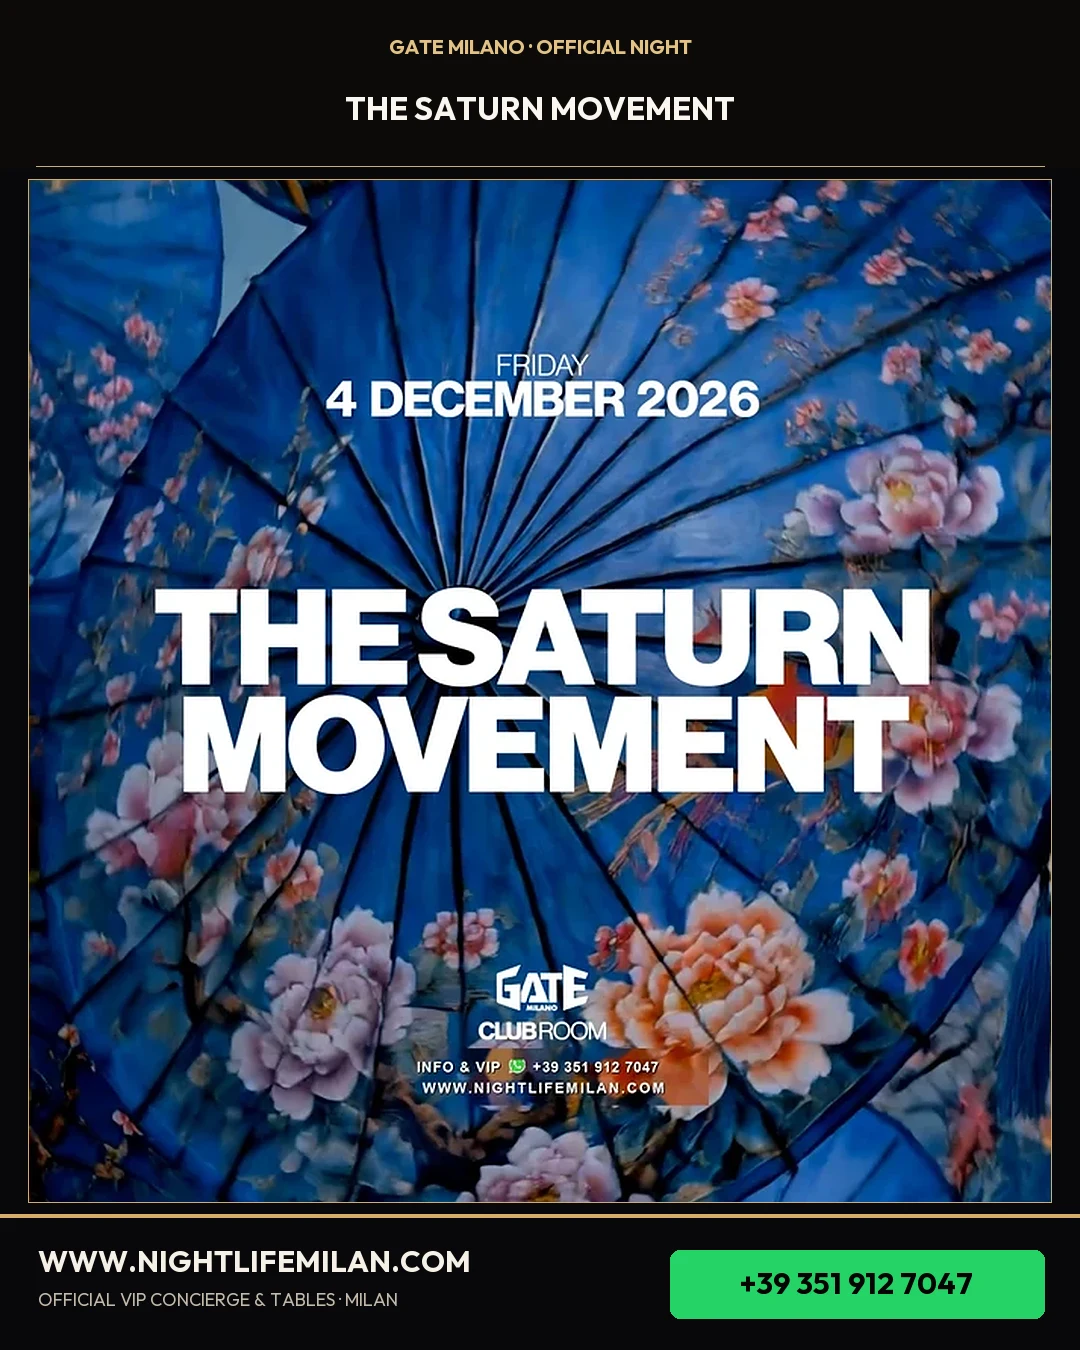 GATE MILANO · OFFICIAL NIGHT
THE SATURN MOVEMENT
FRIDAY
4 DECEMBER 2026
THE SATURN
MOVEMENT
GATE
MILANO
CLUBROOM
INFO & VIP +39 351 912 7047
WWW.NIGHTLIFEMILAN.COM
WWW.NIGHTLIFEMILAN.COM
OFFICIAL VIP CONCIERGE & TABLES · MILAN
+39 351 912 7047